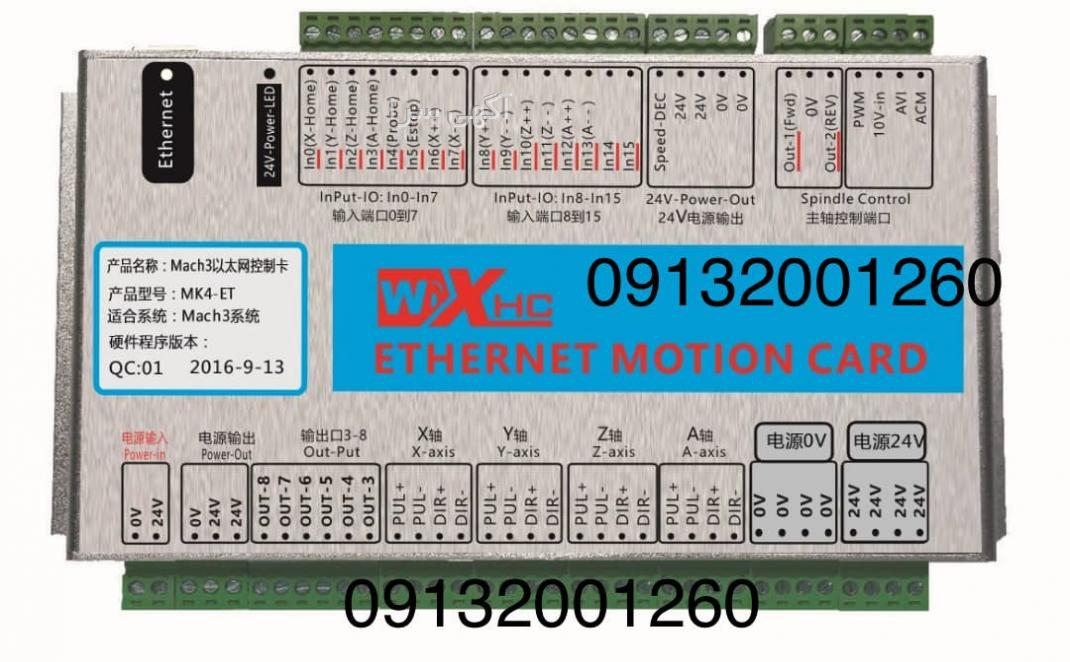 Ethernet
24V-Power-LED
In0(X-Home)
In1(Y-Home)
In2(Z-Home)
In3(A-Home)
In4(Probe)
In5(Estop)
In6(X++)
In7(X--)
In8(Y++)
In9(Y--)
In10(Z++)
In11(Z--)
In12(A++)
In13(A--)
In14
In15
Speed-DEC
24V
24V
0V
0V
Out-1(Fwd)
0V
Out-2(REV)
PWM
10V-in
AVI
ACM
InPut-IO: In0-In7
输入端口0到7
InPut-IO: In8-In15
输入端口8到15
24V-Power-Out
24V电源输出
Spindle Control
主轴控制端口
产品名称：Mach3以太网控制卡
产品型号：MK4-ET
适合系统：Mach3系统
硬件程序版本：
QC:01 2016-9-13
XHC
09132001260
ETHERNET MOTION CARD
电源输入
Power-in
电源输出
Power-Out
输出口3-8
Out-Put
X轴
X-axis
Y轴
Y-axis
Z轴
Z-axis
A轴
A-axis
电源0V
电源24V
0V
24V
0V
24V
24V
OUT-8
OUT-7
OUT-6
OUT-5
OUT-4
OUT-3
PUL+
PUL-
DIR+
DIR-
PUL+
PUL-
DIR+
DIR-
PUL+
PUL-
DIR+
DIR-
PUL+
PUL-
DIR+
DIR-
0V
0V
0V
0V
24V
24V
24V
24V
09132001260